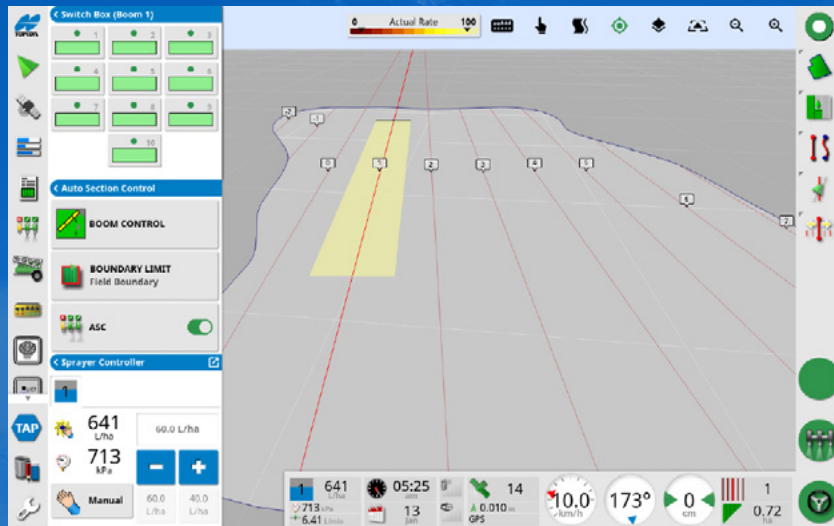 TOPCON
Switch Box (Boom 1)
1
2
3
4
5
6
7
8
9
10
Auto Section Control
BOOM CONTROL
BOUNDARY LIMIT
Field Boundary
ASC
Sprayer Controller
1
641
L/ha
60.0 L/ha
713
kPa
Manual
60.0
L/ha
40.0
L/ha
TAP
0 Actual Rate 100
-2
-1
0
1
2
3
4
5
6
7
1
641
L/ha
713 kPa
6.41 L/min
05:25
am
13
Jan
14
0.010 m
GPS
10.0
km/h
173°
0
cm
1
0.72
ha